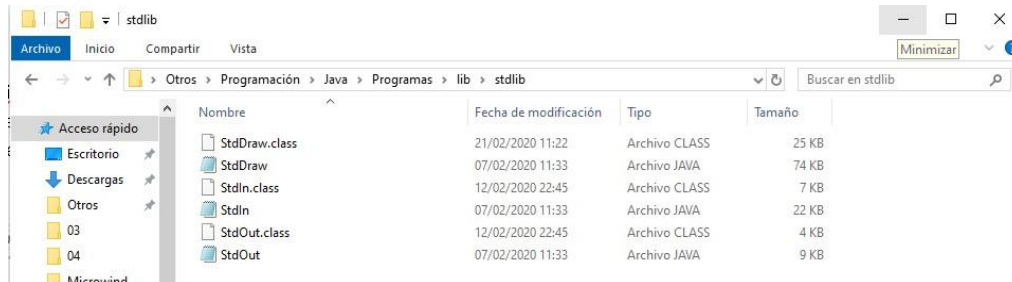 stdlib
Archivo Inicio Compartir Vista Minimizar
Otros > Programación > Java > Programas > lib > stdlib Buscar en stdlib
Nombre Fecha de modificación Tipo Tamaño
Acceso rápido
Escritorio
Descargas
Otros
03
04
Microwind
StdDraw.class 21/02/2020 11:22 Archivo CLASS 25 KB
StdDraw 07/02/2020 11:33 Archivo JAVA 74 KB
StdIn.class 12/02/2020 22:45 Archivo CLASS 7 KB
StdIn 07/02/2020 11:33 Archivo JAVA 22 KB
StdOut.class 12/02/2020 22:45 Archivo CLASS 4 KB
StdOut 07/02/2020 11:33 Archivo JAVA 9 KB